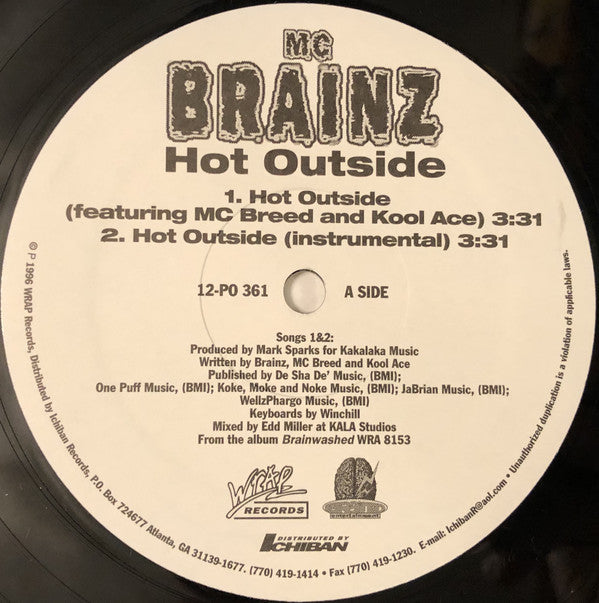 MC
BRAINZ
Hot Outside
1. Hot Outside
(featuring MC Breed and Kool Ace) 3:31
2. Hot Outside (instrumental) 3:31
12-PO 361 A SIDE
Songs 1&2:
Produced by Mark Sparks for Kakalaka Music
Written by Brainz, MC Breed and Kool Ace
Published by De Sha De' Music, (BMI);
One Puff Music, (BMI); Koke, Moke and Noke Music, (BMI); JaBrian Music, (BMI);
WellzPhargo Music, (BMI)
Keyboards by Winchill
Mixed by Edd Miller at KALA Studios
From the album Brainwashed WRA 8153
WRAP
RECORDS
DISTRIBUTED BY
ICHIBAN
© P 1996 WRAP Records, Distributed by Ichiban Records, P.O. Box 724677 Atlanta, GA 31139-1677. (770) 419-1414 • Fax (770) 419-1230. E-mail: IchibanR@aol.com • Unauthorized duplication is a violation of applicable laws.